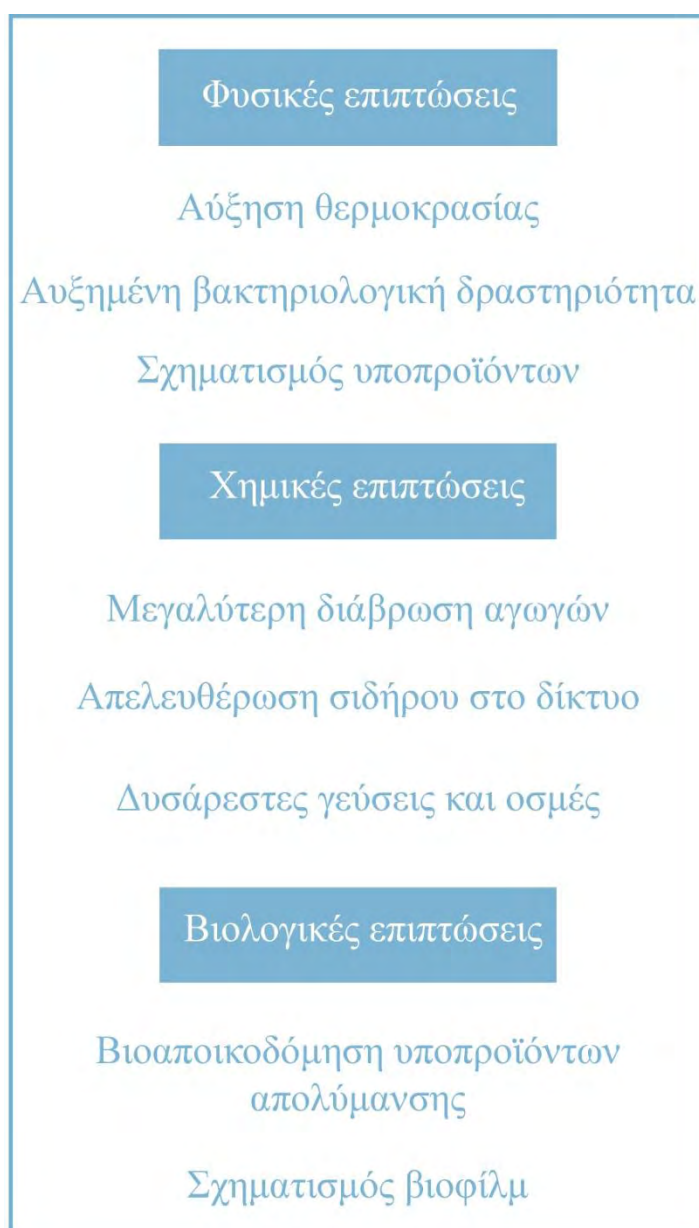 Φυσικές επιπτώσεις
Αύξηση θερμοκρασίας
Αυξημένη βακτηριολογική δραστηριότητα
Σχηματισμός υποπροϊόντων
Χημικές επιπτώσεις
Μεγαλύτερη διάβρωση αγωγών
Απελευθέρωση σιδήρου στο δίκτυο
Δυσάρεστες γεύσεις και οσμές
Βιολογικές επιπτώσεις
Βιοαποικοδόμηση υποπροϊόντων
απολύμανσης
Σχηματισμός βιοφίλμ